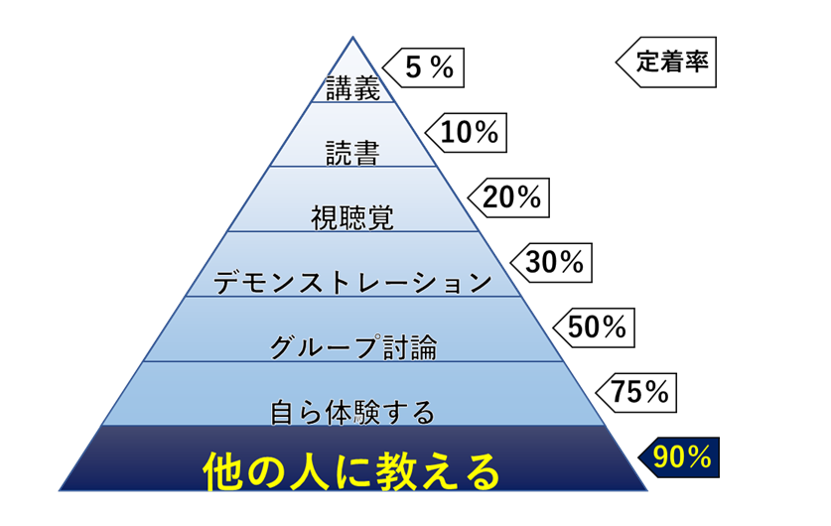 5%
定着率
講義
10%
読書
20%
視聴覚
30%
デモンストレーション
50%
グループ討論
75%
自ら体験する
90%
他の人に教える